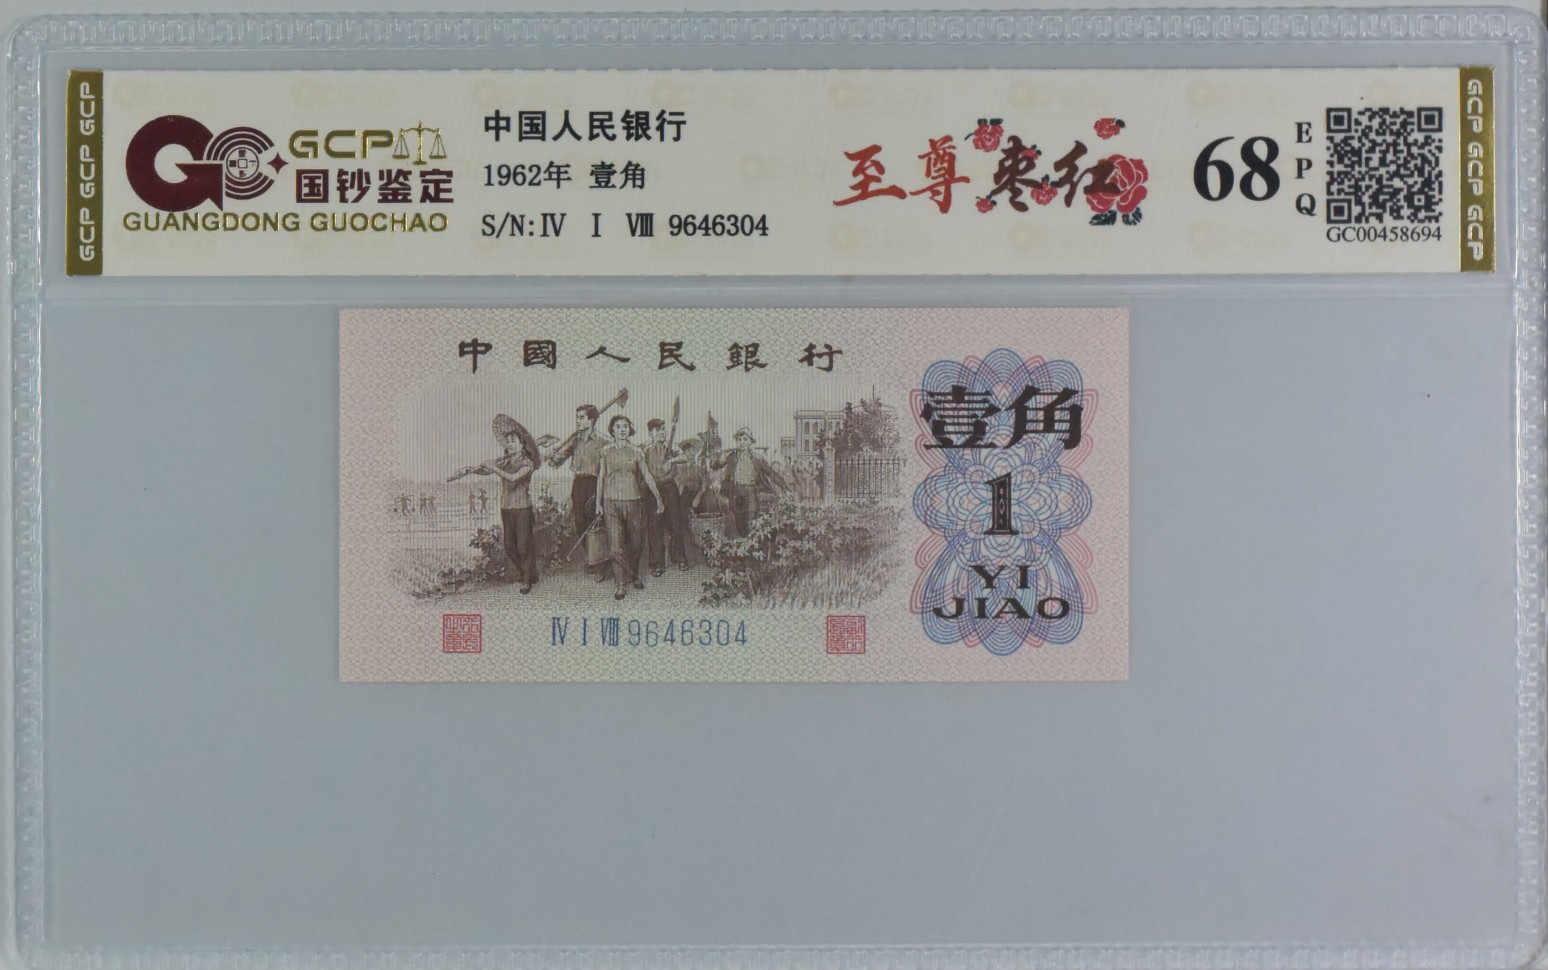 GCP GCP GCP
GCP
国钞鉴定
GUANGDONG GUOCHAO
中国人民银行
1962年 壹角
S/N:Ⅳ Ⅰ Ⅷ 9646304
至尊枣红
68
EPQ
GC00458694
GCP GCP GCP
中國人民銀行
壹角
1
YI
JIAO
Ⅳ Ⅰ Ⅷ 9646304